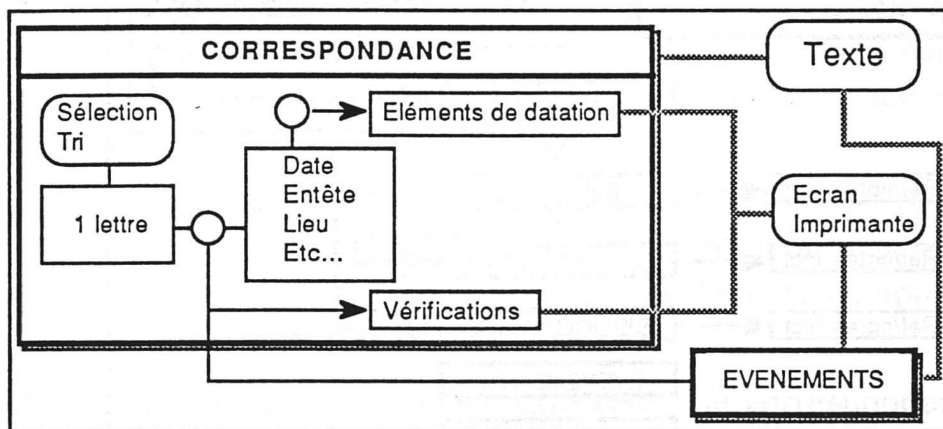 CORRESPONDANCE
Texte
Sélection
Tri
Eléments de datation
Date
Entête
Lieu
Etc...
1 lettre
Ecran
Imprimante
Vérifications
EVENEMENTS